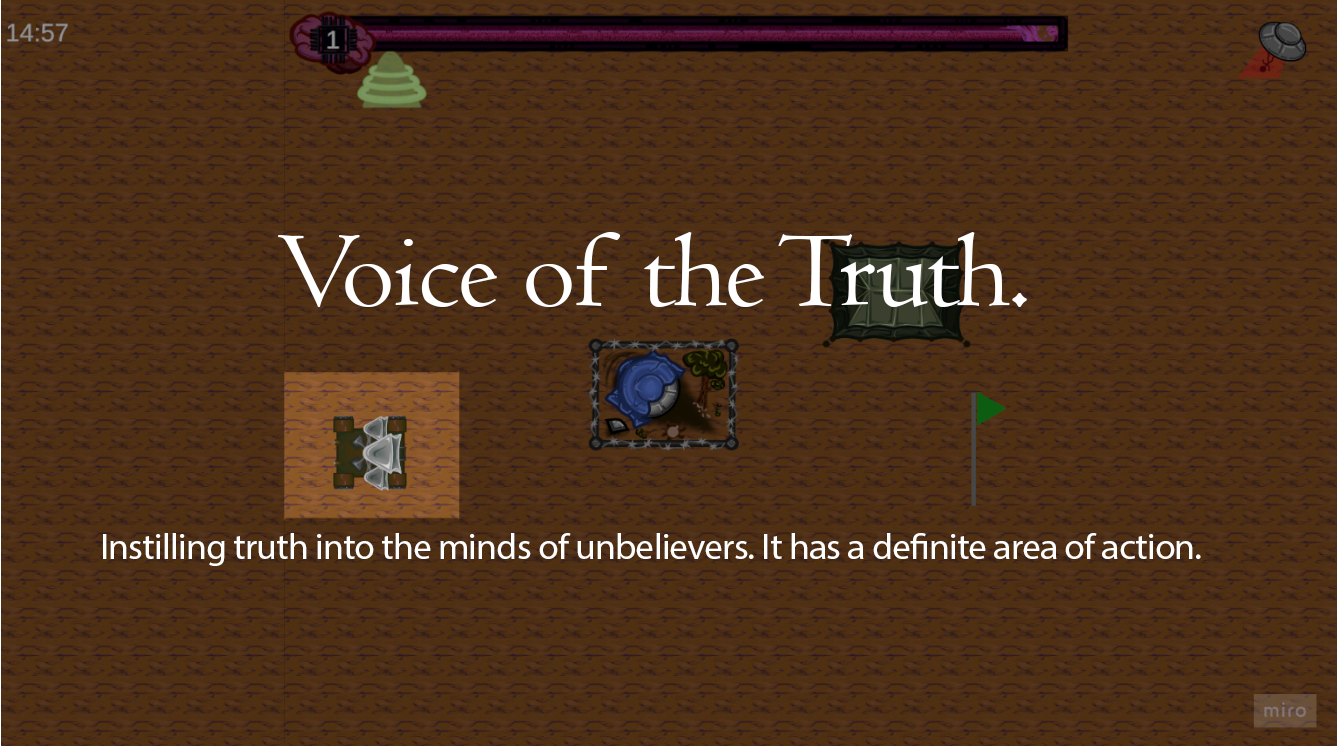 14:57
1
Voice of the Truth.
Instilling truth into the minds of unbelievers. It has a definite area of action.
miro